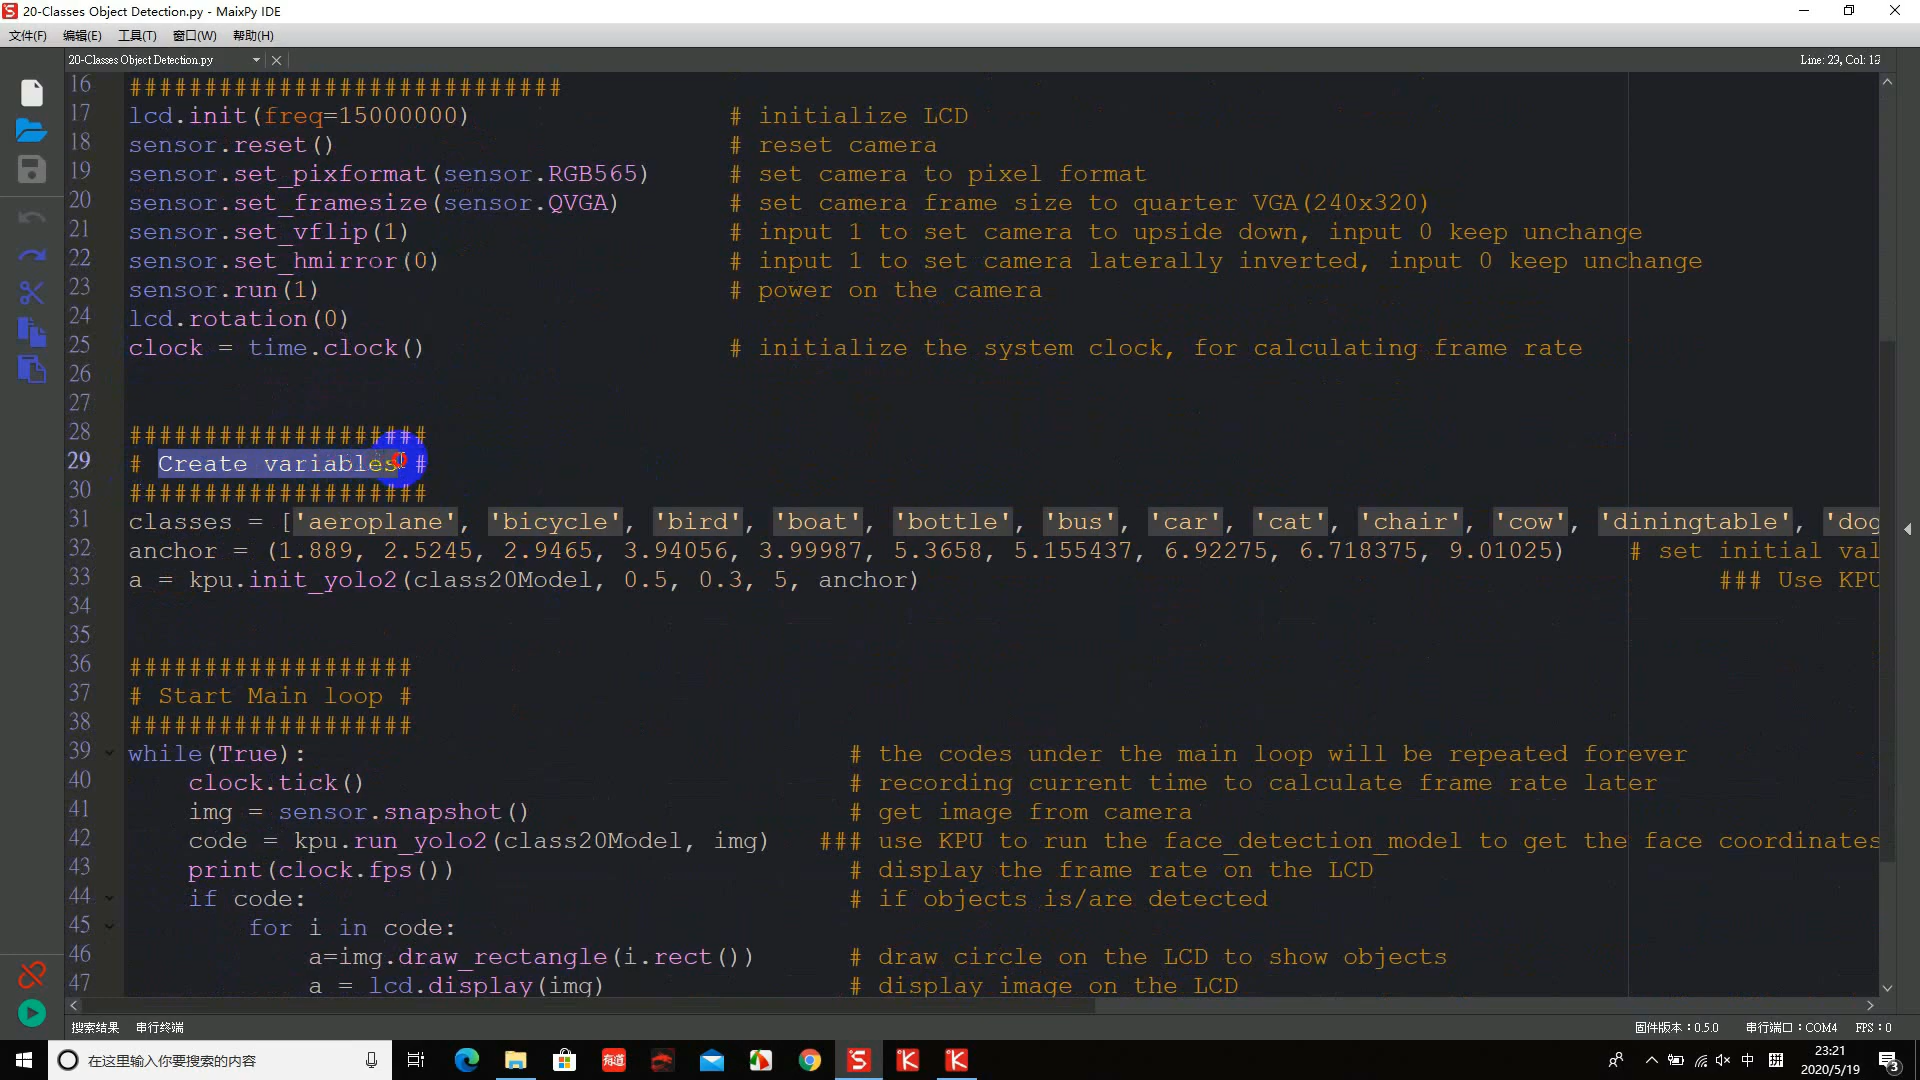 20-Classes Object Detection.py - MaixPy IDE
文件(F) 编辑(E) 工具(T) 窗口(W) 帮助(H)
20-Classes Object Detection.py
Line: 29, Col: 19
16 #############################
17 lcd.init(freq=15000000) # initialize LCD
18 sensor.reset() # reset camera
19 sensor.set_pixformat(sensor.RGB565) # set camera to pixel format
20 sensor.set_framesize(sensor.QVGA) # set camera frame size to quarter VGA(240x320)
21 sensor.set_vflip(1) # input 1 to set camera to upside down, input 0 keep unchange
22 sensor.set_hmirror(0) # input 1 to set camera laterally inverted, input 0 keep unchange
23 sensor.run(1) # power on the camera
24 lcd.rotation(0)
25 clock = time.clock() # initialize the system clock, for calculating frame rate
26
27
28 ####################
29 # Create variables #
30 ####################
31 classes = ['aeroplane', 'bicycle', 'bird', 'boat', 'bottle', 'bus', 'car', 'cat', 'chair', 'cow', 'diningtable', 'dog
32 anchor = (1.889, 2.5245, 2.9465, 3.94056, 3.99987, 5.3658, 5.155437, 6.92275, 6.718375, 9.01025) # set initial val
33 a = kpu.init_yolo2(class20Model, 0.5, 0.3, 5, anchor) ### Use KPU
34
35
36 ###################
37 # Start Main loop #
38 ###################
39 while(True): # the codes under the main loop will be repeated forever
40 clock.tick() # recording current time to calculate frame rate later
41 img = sensor.snapshot() # get image from camera
42 code = kpu.run_yolo2(class20Model, img) ### use KPU to run the face_detection_model to get the face coordinates
43 print(clock.fps()) # display the frame rate on the LCD
44 if code: # if objects is/are detected
45 for i in code:
46 a=img.draw_rectangle(i.rect()) # draw circle on the LCD to show objects
47 a = lcd.display(img) # display image on the LCD
搜索结果 串行终端
固件版本：0.5.0 串行端口：COM4 FPS：0
在这里输入你要搜索的内容
有道
中
拼
23:21
2020/5/19
3